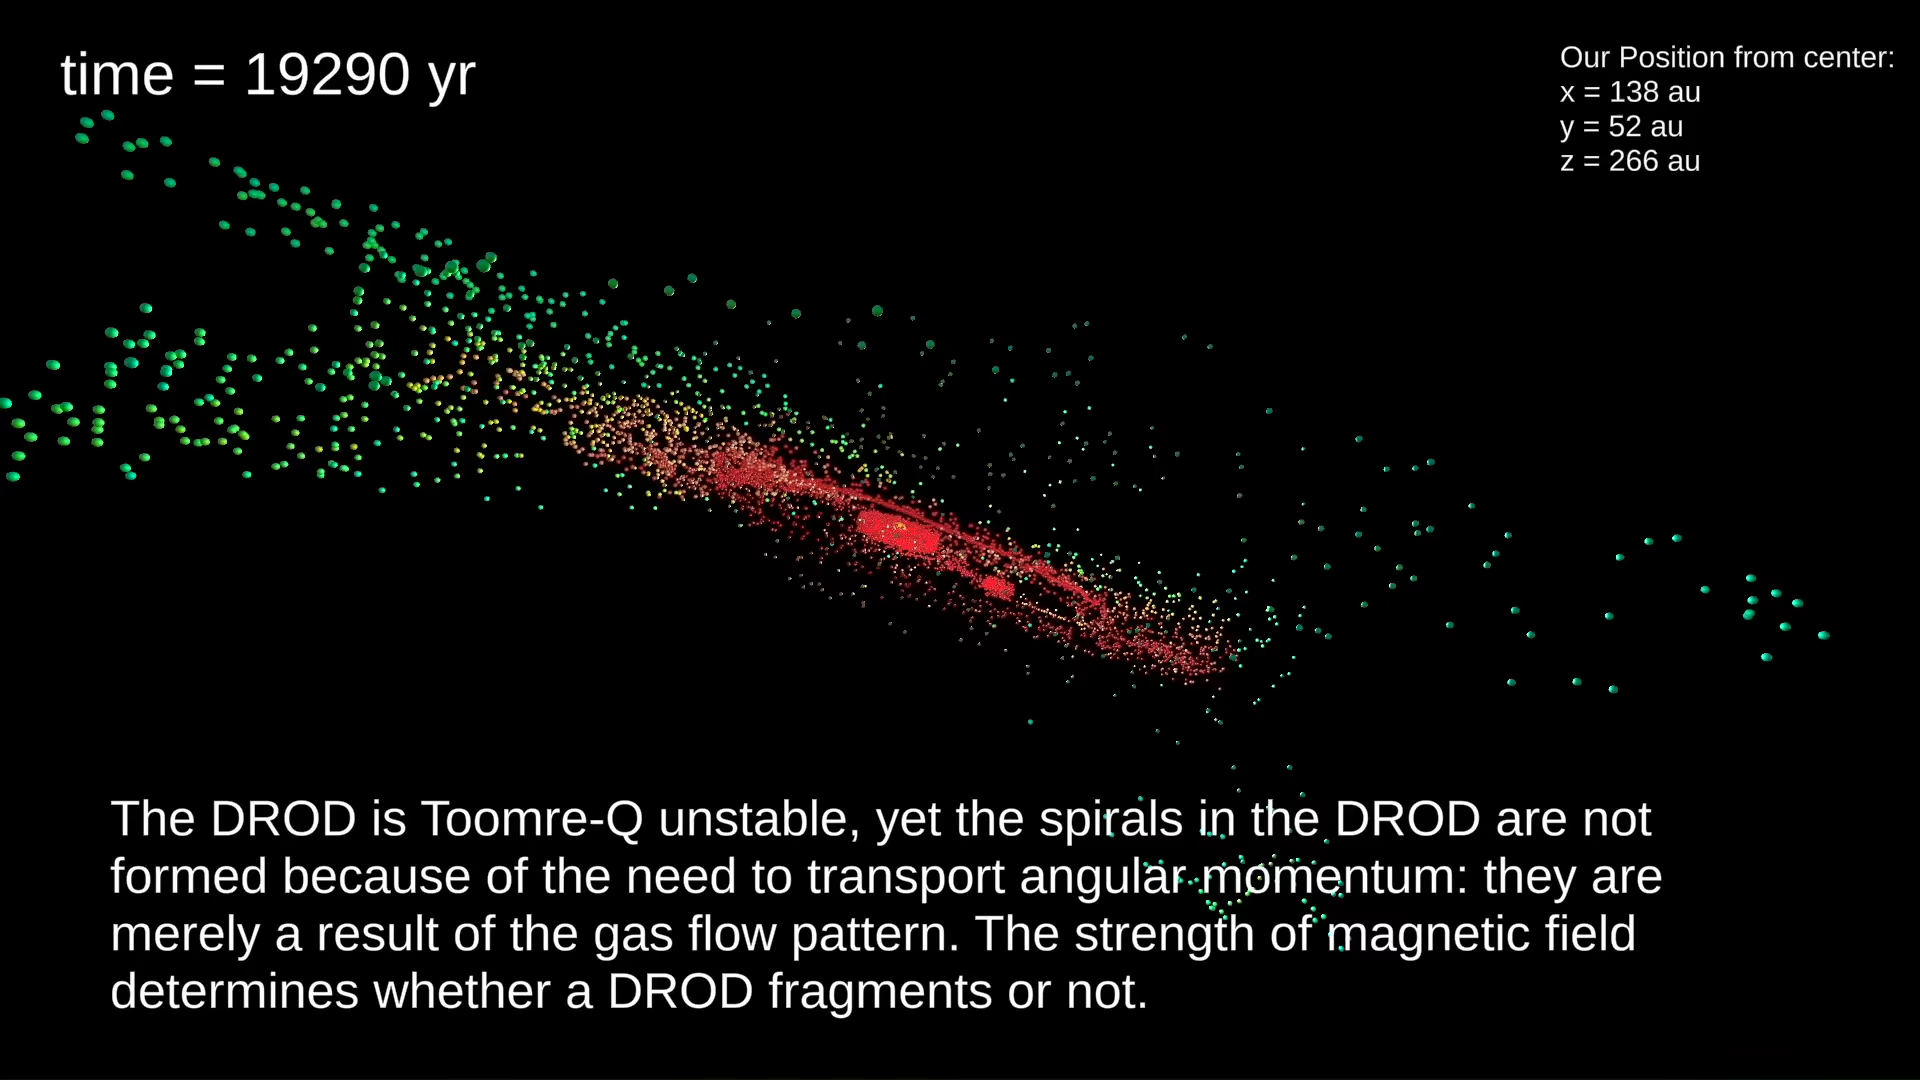 time = 19290 yr
Our Position from center:
x = 138 au
y = 52 au
z = 266 au
The DROD is Toomre-Q unstable, yet the spirals in the DROD are not
formed because of the need to transport angular momentum: they are
merely a result of the gas flow pattern. The strength of magnetic field
determines whether a DROD fragments or not.